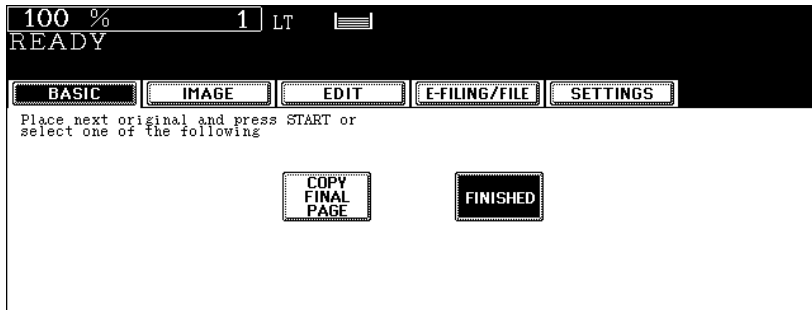 100 % 1 LT
READY
BASIC IMAGE EDIT E-FILING/FILE SETTINGS
Place next original and press START or
select one of the following
COPY
FINAL
PAGE
FINISHED